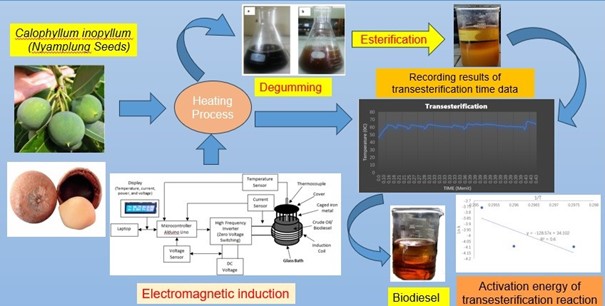 Calophyllum inopyllum
(Nyamplung Seeds)
Heating
Process
a
b
Degumming
Esterification
Recording results of
transesterification time data
Transesterification
Temperature (0C)
TIME (Menit)
Display
(Temperature, current,
power, and voltage)
Laptop
Microcontroller
Voltage
Sensor
Temperature
Sensor
Current
Sensor
High Frequency
Inverter
(Zero Voltage
Switching)
DC
Voltage
Thermocouple
Cover
Caged iron
metal
Crude Oil/
Biodiesel
Induction
Coil
Glass Bath
Electromagnetic induction
Biodiesel
1/T
Activation energy of
transesterification reaction